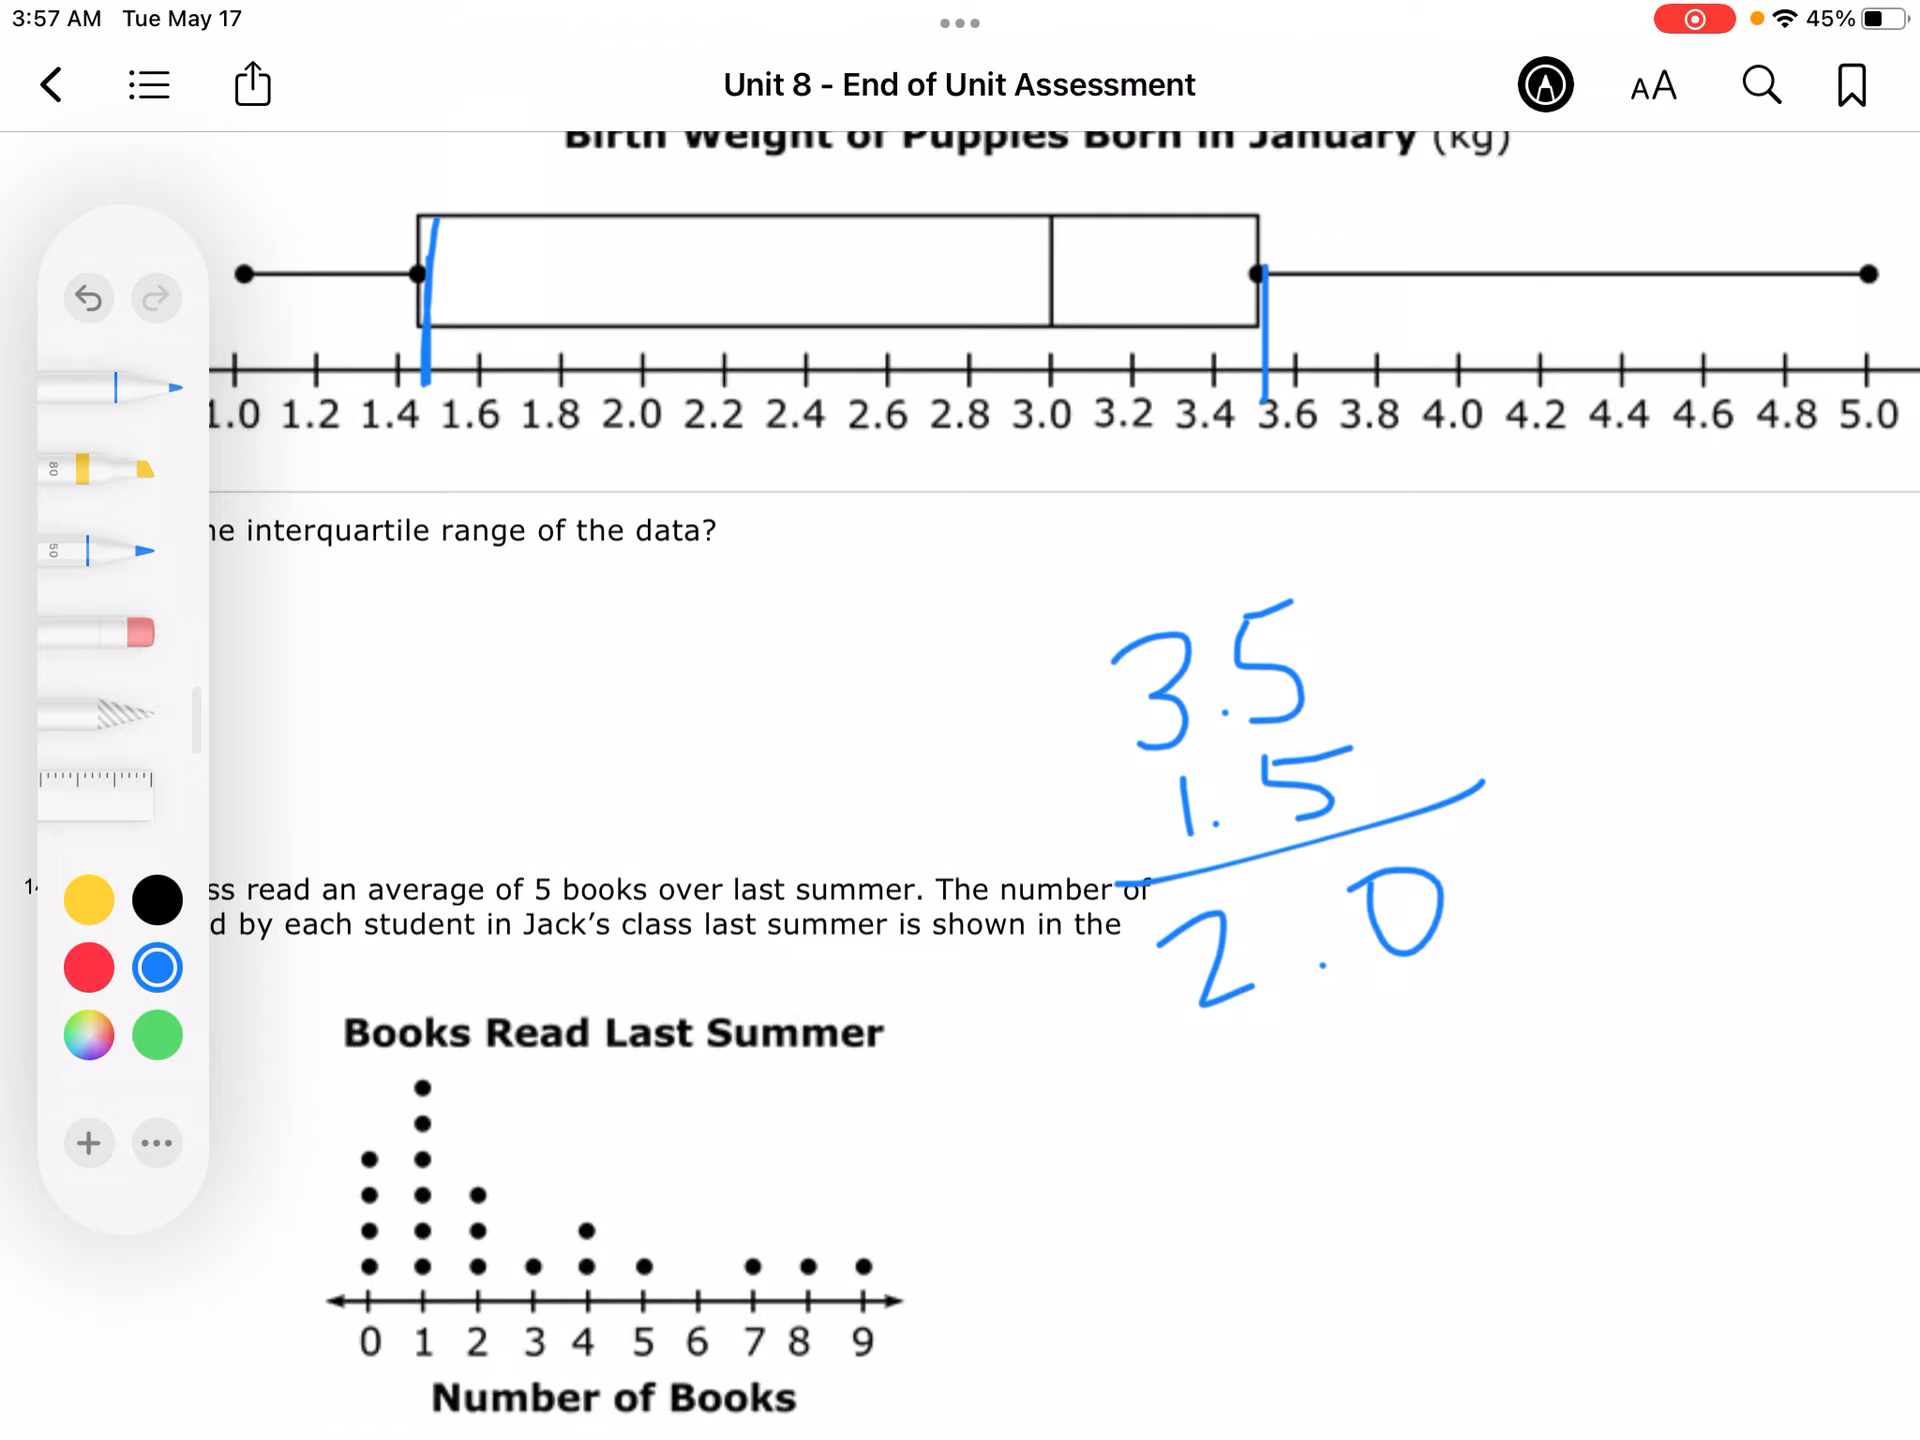 3:57 AM Tue May 17
45%
Unit 8 - End of Unit Assessment
AA
Birth Weight of Puppies Born in January (kg)
1.0 1.2 1.4 1.6 1.8 2.0 2.2 2.4 2.6 2.8 3.0 3.2 3.4 3.6 3.8 4.0 4.2 4.4 4.6 4.8 5.0
80
50
he interquartile range of the data?
3.5
1.5
2.0
ss read an average of 5 books over last summer. The number of
d by each student in Jack's class last summer is shown in the
Books Read Last Summer
0 1 2 3 4 5 6 7 8 9
Number of Books